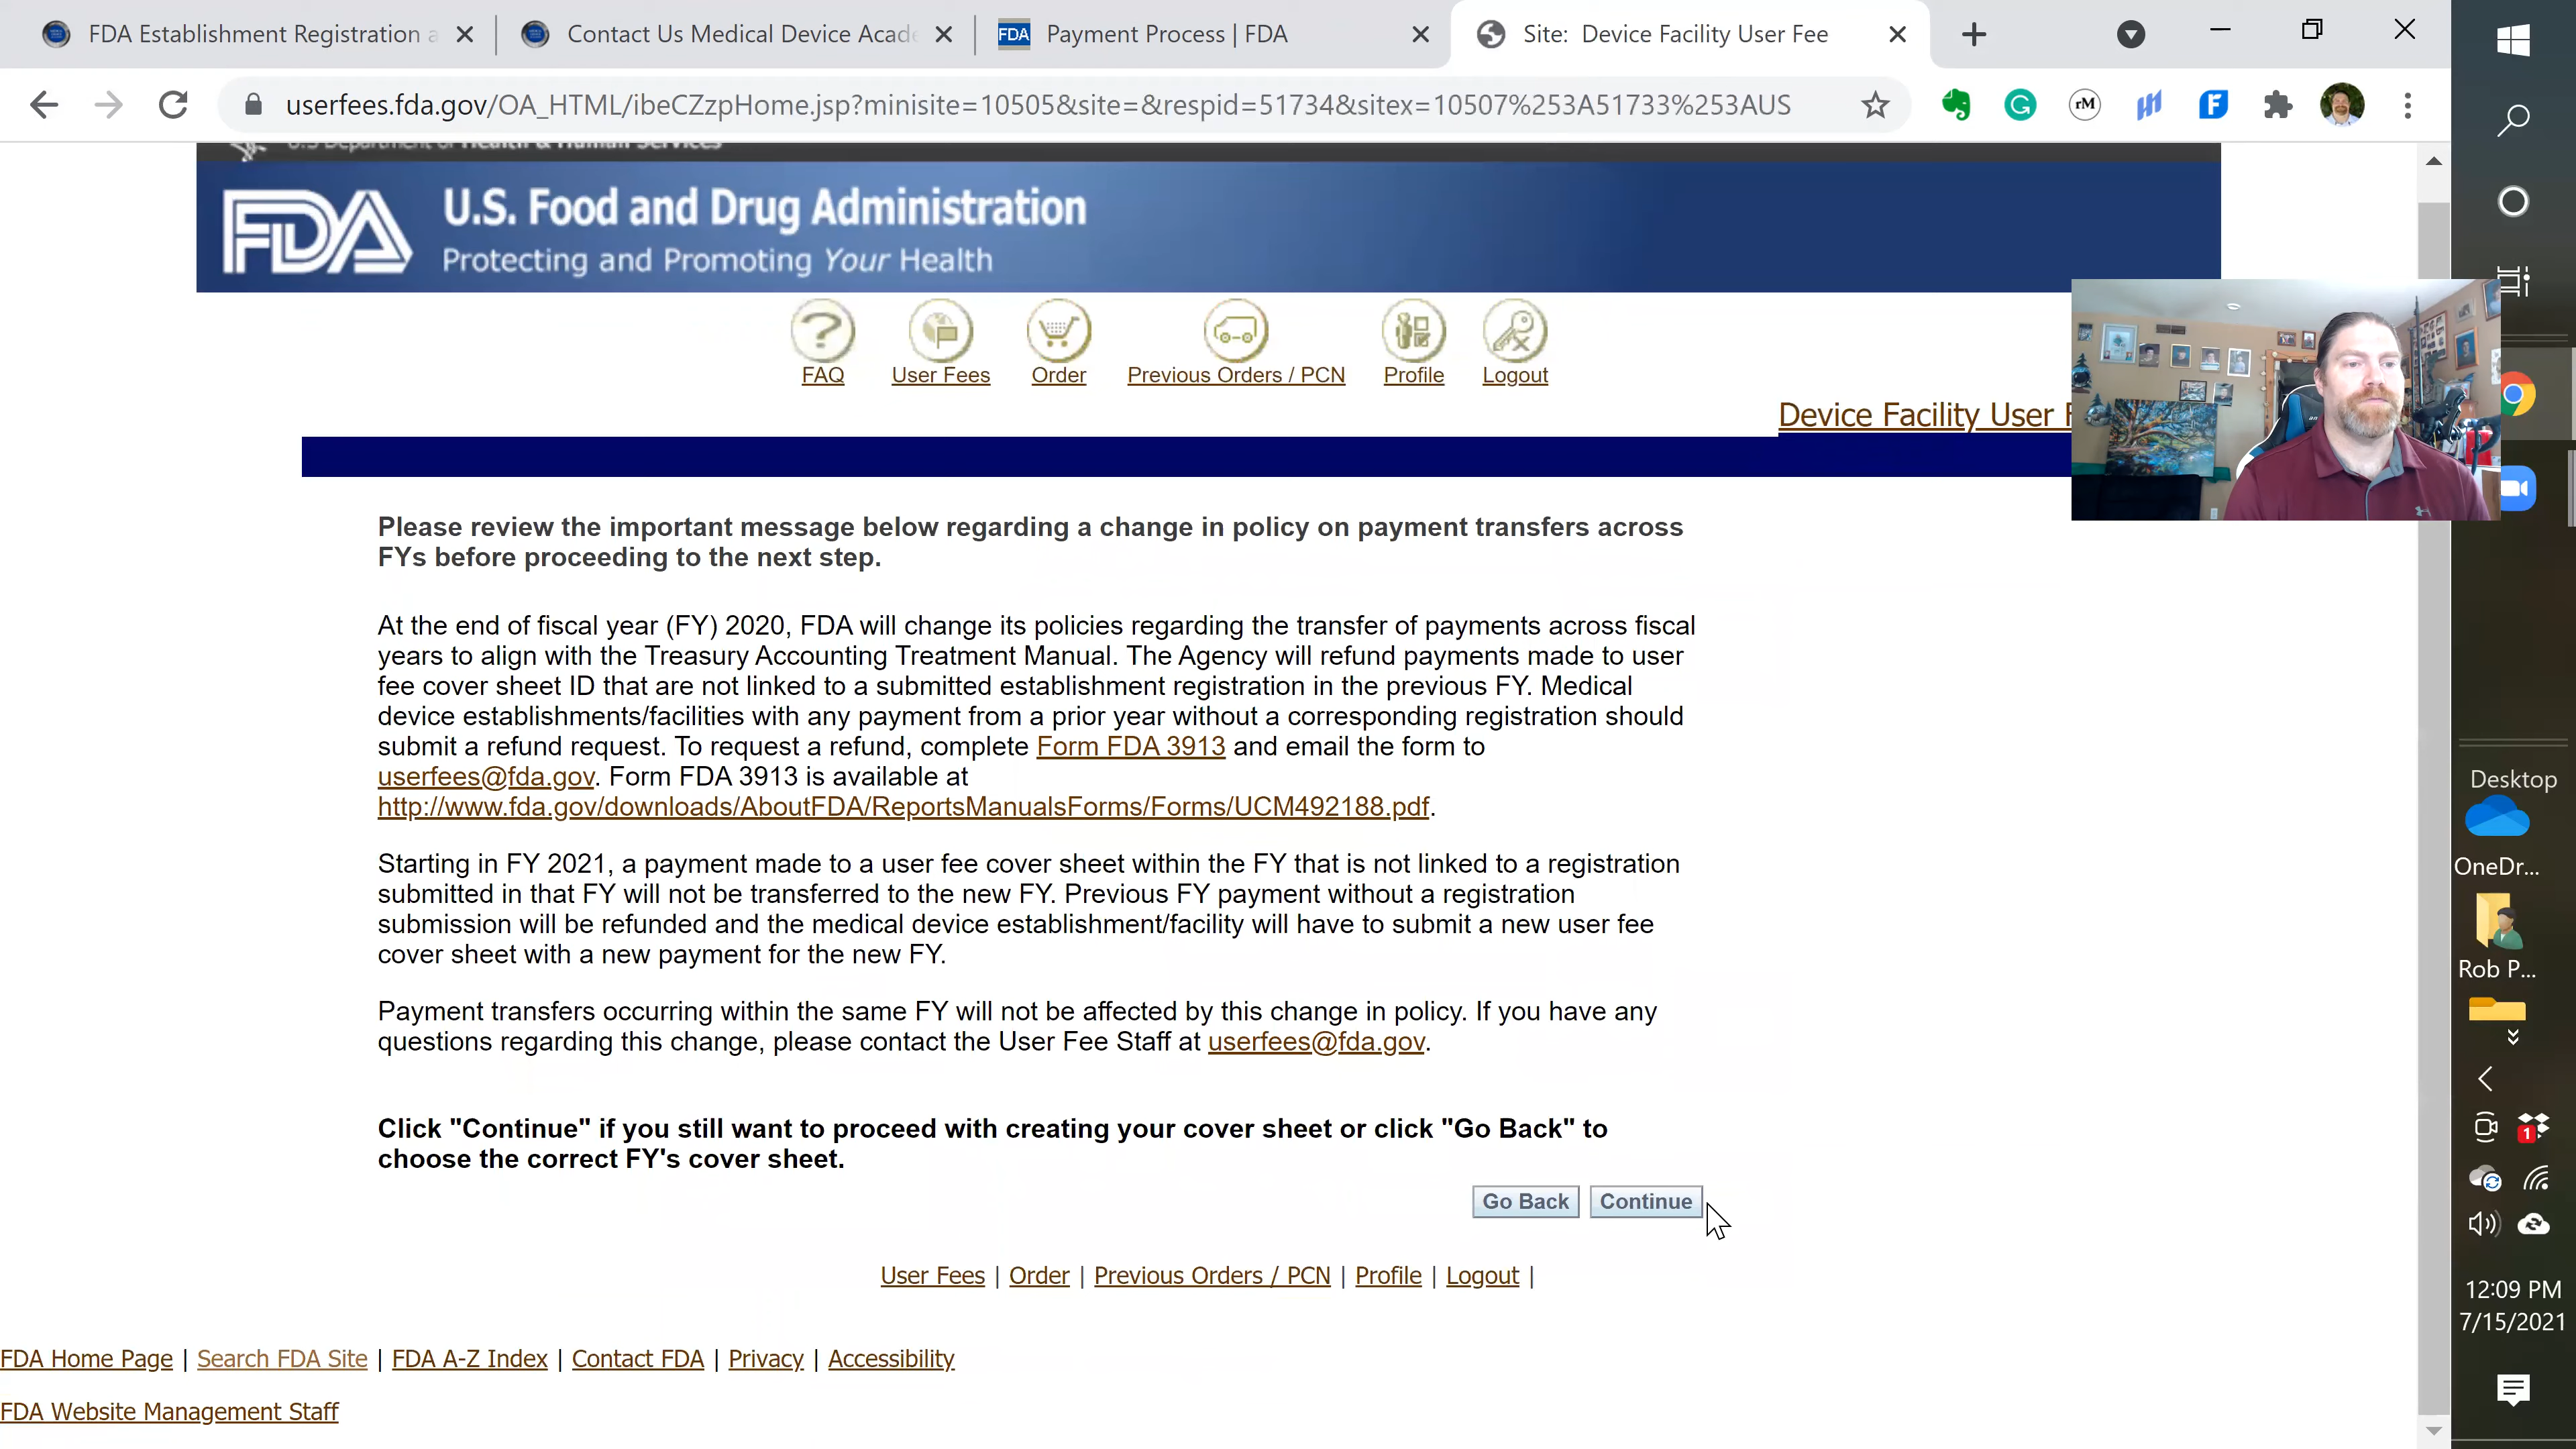 FDA Establishment Registration a
Contact Us Medical Device Acade
FDA
Payment Process | FDA
Site: Device Facility User Fee
userfees.fda.gov/OA_HTML/ibeCZzpHome.jsp?minisite=10505&site=&respid=51734&sitex=10507%253A51733%253AUS
rM
U.S Department of Health & Human Services
FDA
U.S. Food and Drug Administration
Protecting and Promoting Your Health
FAQ
User Fees
Order
Previous Orders / PCN
Profile
Logout
Device Facility User F
Please review the important message below regarding a change in policy on payment transfers across
FYs before proceeding to the next step.
At the end of fiscal year (FY) 2020, FDA will change its policies regarding the transfer of payments across fiscal
years to align with the Treasury Accounting Treatment Manual. The Agency will refund payments made to user
fee cover sheet ID that are not linked to a submitted establishment registration in the previous FY. Medical
device establishments/facilities with any payment from a prior year without a corresponding registration should
submit a refund request. To request a refund, complete Form FDA 3913 and email the form to
userfees@fda.gov. Form FDA 3913 is available at
http://www.fda.gov/downloads/AboutFDA/ReportsManualsForms/Forms/UCM492188.pdf.
Starting in FY 2021, a payment made to a user fee cover sheet within the FY that is not linked to a registration
submitted in that FY will not be transferred to the new FY. Previous FY payment without a registration
submission will be refunded and the medical device establishment/facility will have to submit a new user fee
cover sheet with a new payment for the new FY.
Payment transfers occurring within the same FY will not be affected by this change in policy. If you have any
questions regarding this change, please contact the User Fee Staff at userfees@fda.gov.
Click "Continue" if you still want to proceed with creating your cover sheet or click "Go Back" to
choose the correct FY's cover sheet.
Go Back
Continue
User Fees | Order | Previous Orders / PCN | Profile | Logout |
FDA Home Page | Search FDA Site | FDA A-Z Index | Contact FDA | Privacy | Accessibility
FDA Website Management Staff
Desktop
OneDr...
Rob P...
1
12:09 PM
7/15/2021